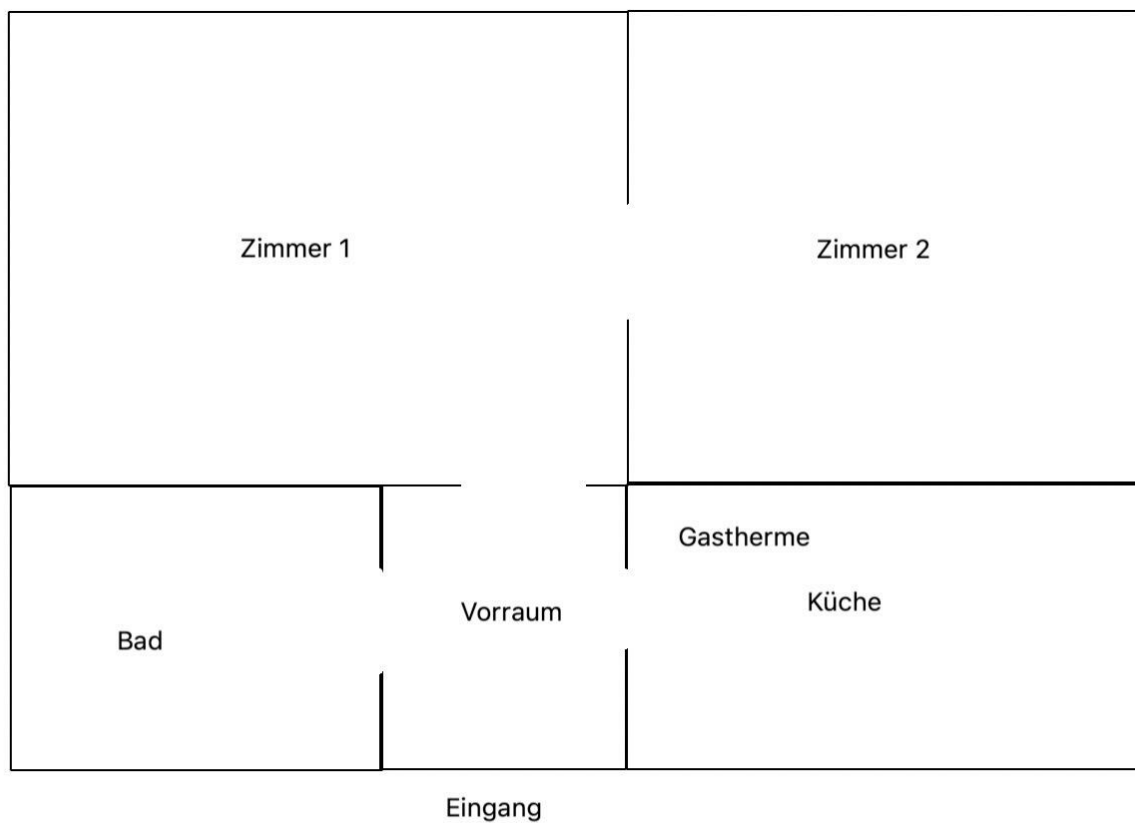 Zimmer 1
Zimmer 2
Gastherme
Küche
Vorraum
Bad
Eingang